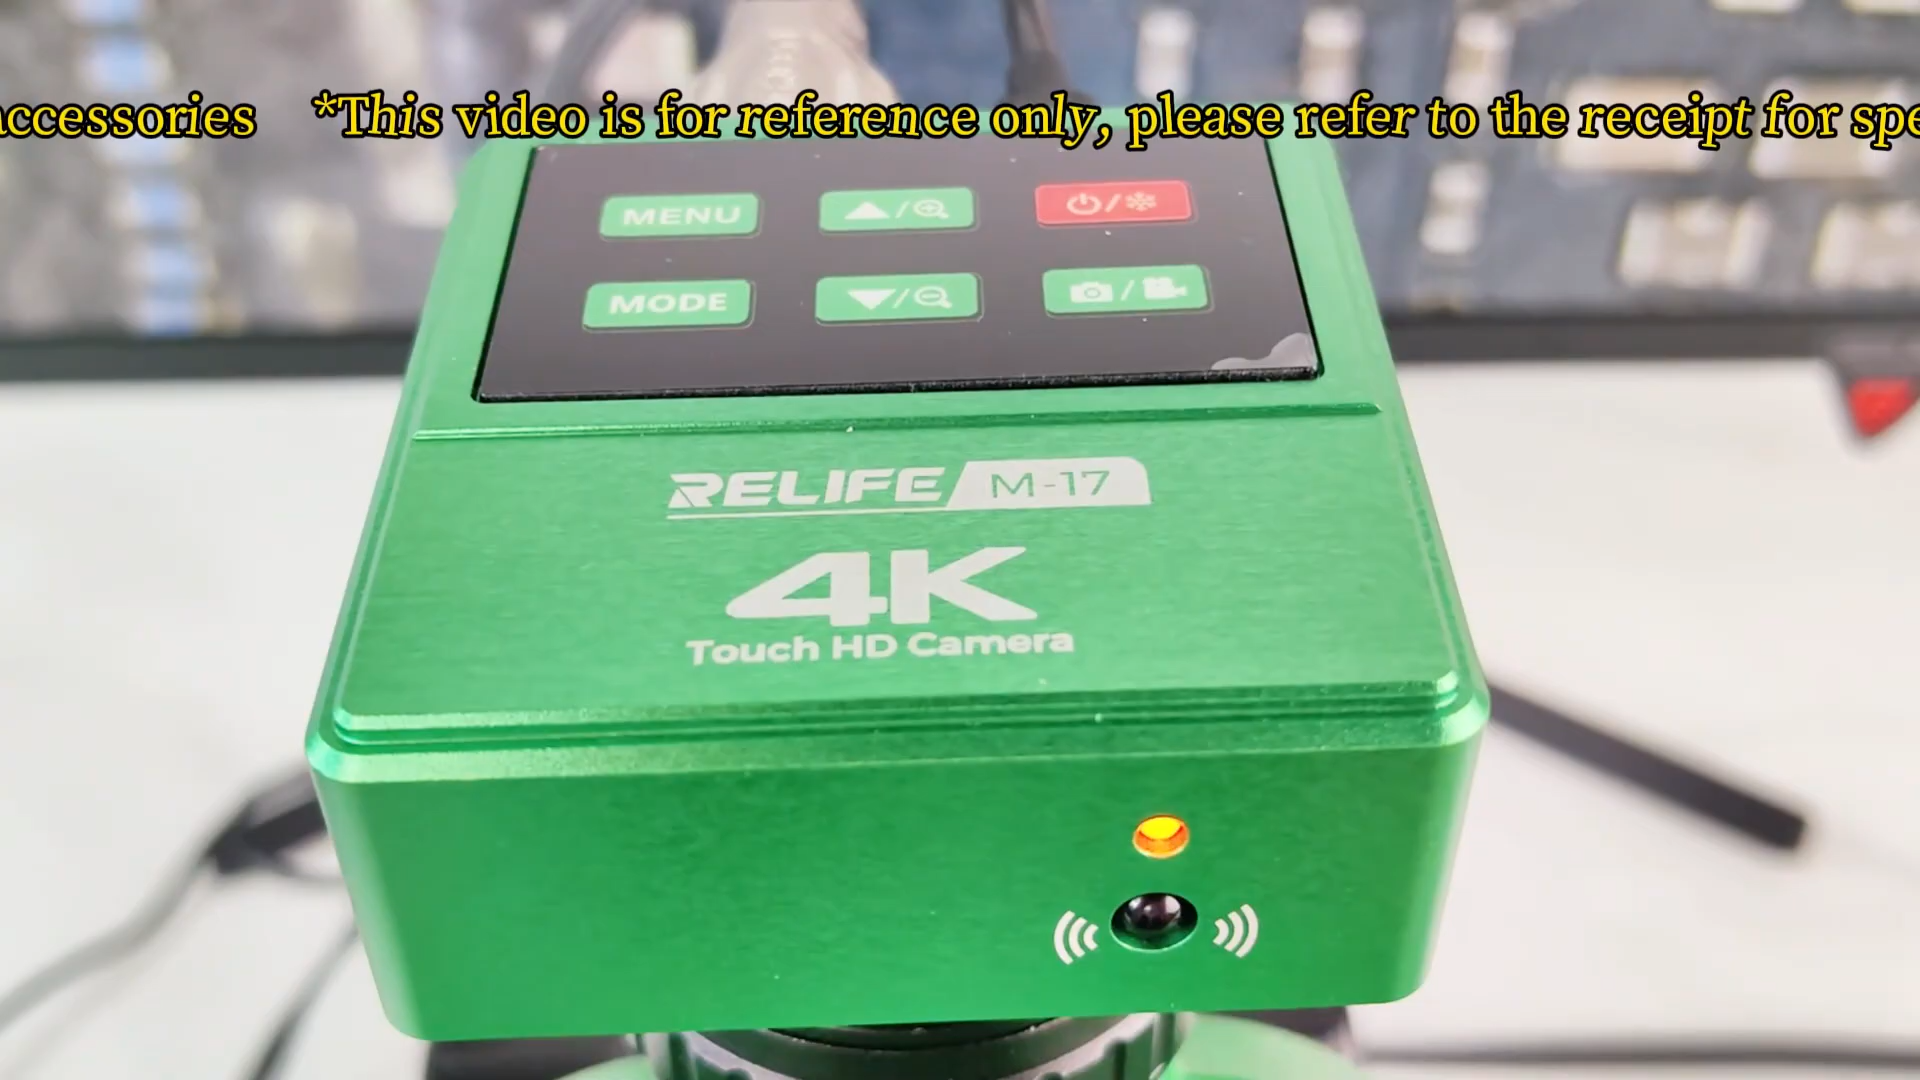 accessories *This video is for reference only, please refer to the receipt for spe
MENU
MODE
RELIFE M-17
4K
Touch HD Camera